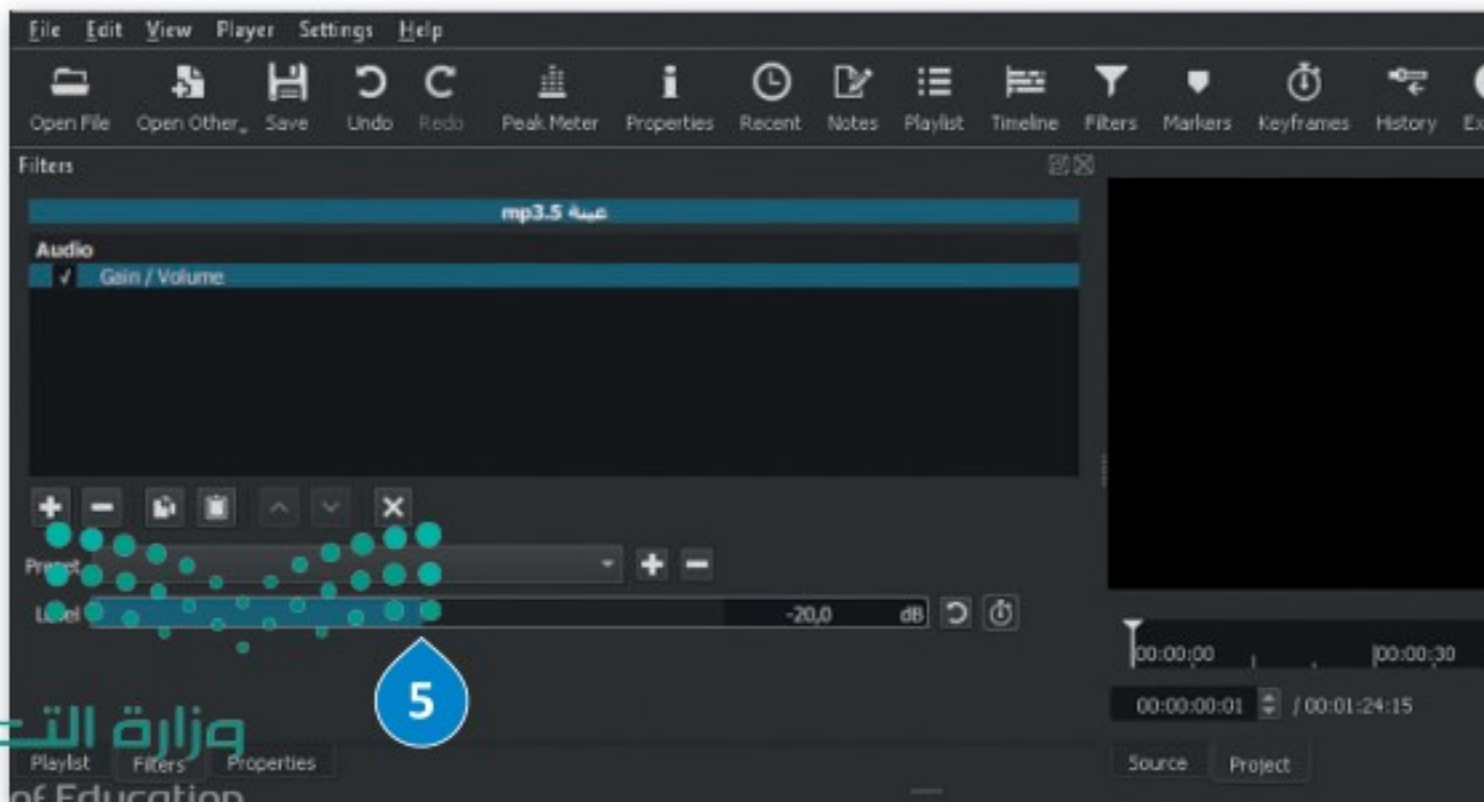 File Edit View Player Settings Help
Open File Open Other Save Undo Redo Peak Meter Properties Recent Notes Playlist Timeline Filters Markers Keyframes History
Filters
عينة 5.mp3
Audio
✓ Gain / Volume
Preset
Level -20,0 dB
00:00:00 00:00:30
5
00:00:00:01 / 00:01:24:15
وزارة
Playlist Filters Properties Source Project
of Education